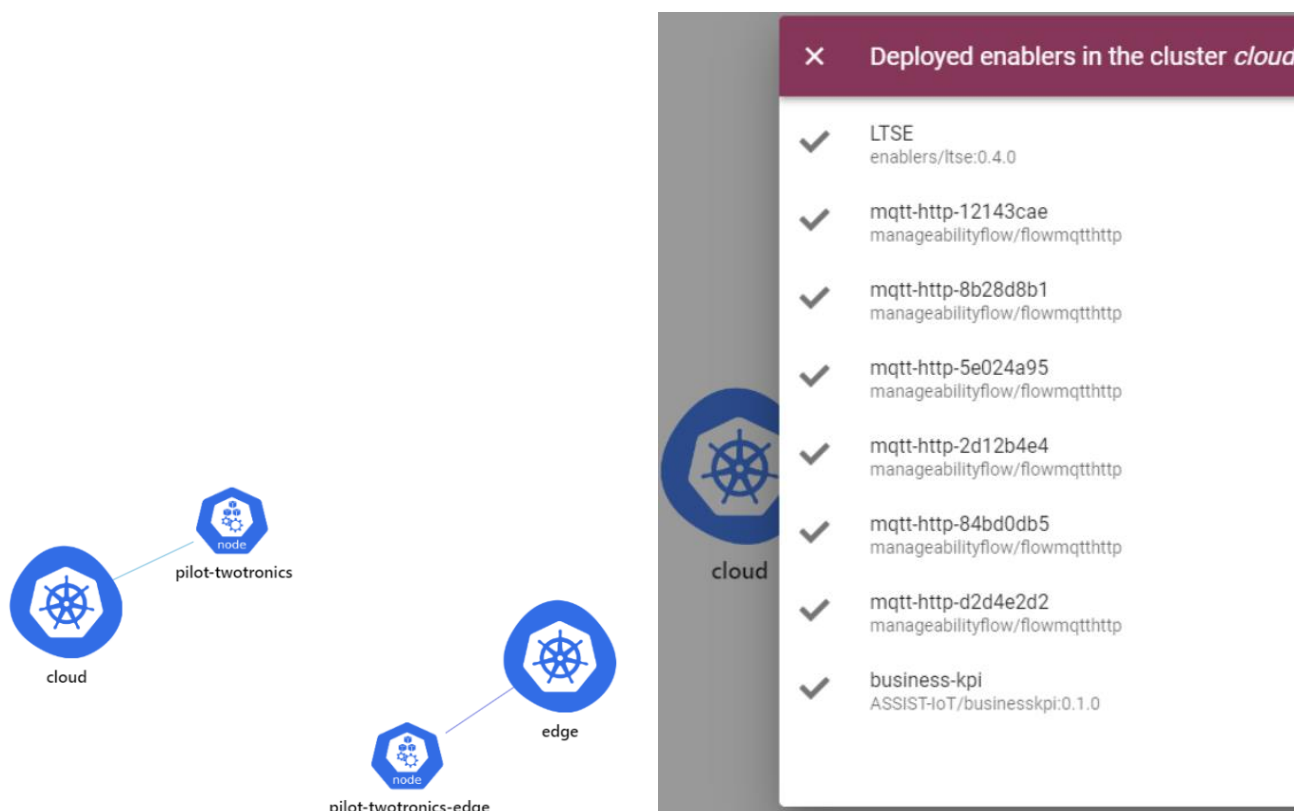 node
pilot-twotronics
cloud
edge
node
pilot-twotronics-edge
Deployed enablers in the cluster cloud
LTSE
enablers/ltse:0.4.0
mqtt-http-12143cae
manageabilityflow/flowmqtthttp
mqtt-http-8b28d8b1
manageabilityflow/flowmqtthttp
mqtt-http-5e024a95
manageabilityflow/flowmqtthttp
mqtt-http-2d12b4e4
manageabilityflow/flowmqtthttp
mqtt-http-84bd0db5
manageabilityflow/flowmqtthttp
mqtt-http-d2d4e2d2
manageabilityflow/flowmqtthttp
business-kpi
ASSIST-IoT/businesskpi:0.1.0
cloud